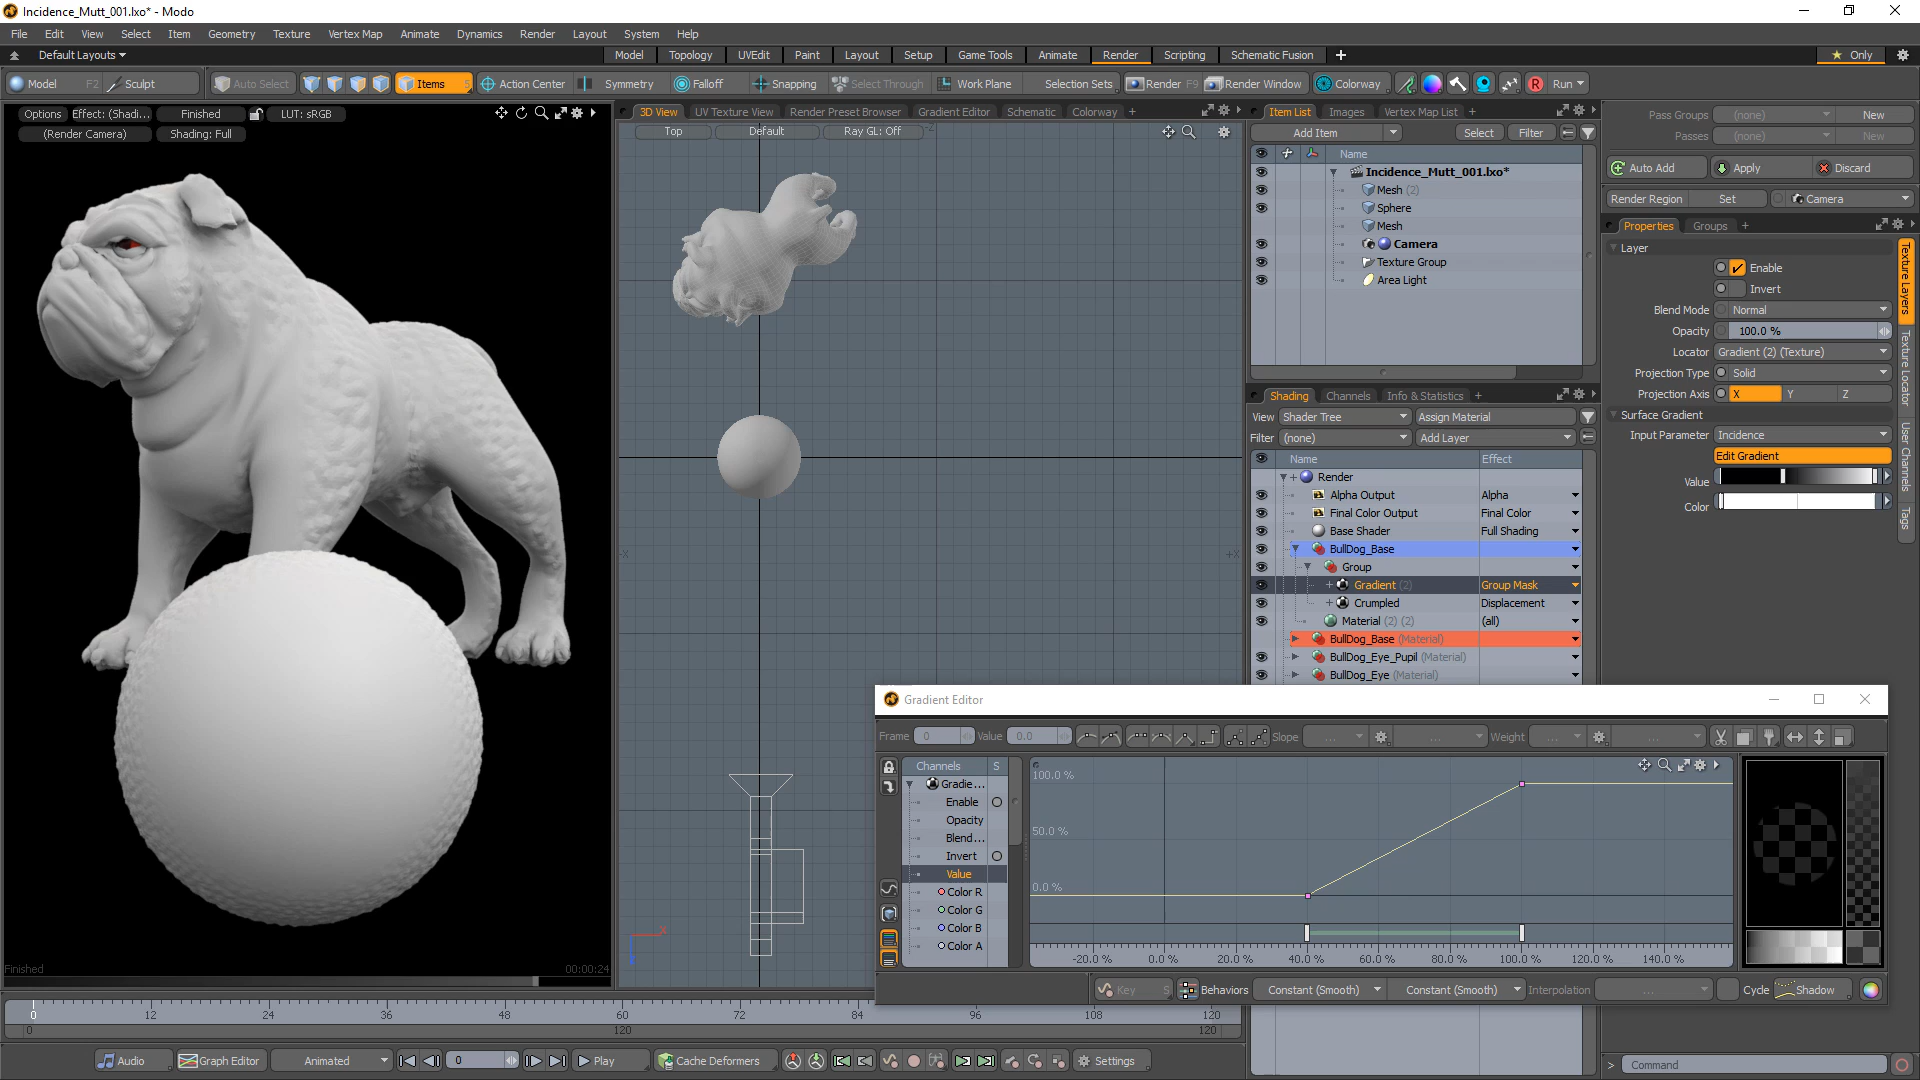 Incidence_Mutt_001.lxo* - Modo
File Edit View Select Item Geometry Texture Vertex Map Animate Dynamics Render Layout System Help
Default Layouts Model Topology UVEdit Paint Layout Setup Game Tools Animate Render Scripting Schematic Fusion + Only
Model F2 Sculpt Auto Select Items 5 Action Center Symmetry Falloff Snapping Select Through Work Plane Selection Sets Render F9 Render Window Colorway Run
Options Effect: (Shadi... Finished LUT: sRGB
(Render Camera) Shading: Full
Finished 00:00:24
3D View UV Texture View Render Preset Browser Gradient Editor Schematic Colorway +
Top Default Ray GL: Off -Z
-X +X
X
Item List Images Vertex Map List +
Add Item Select Filter
Name
Incidence_Mutt_001.lxo*
Mesh (2)
Sphere
Mesh
Camera
Texture Group
Area Light
Shading Channels Info & Statistics +
View Shader Tree Assign Material
Filter (none) Add Layer
Name Effect
Render
Alpha Output Alpha
Final Color Output Final Color
Base Shader Full Shading
BullDog_Base
Group
Gradient (2) Group Mask
Crumpled Displacement
Material (2) (2) (all)
BullDog_Base (Material)
BullDog_Eye_Pupil (Material)
BullDog_Eye (Material)
Pass Groups (none) New
Passes (none) New
Auto Add Apply Discard
Render Region Set Camera
Properties Groups +
Layer
Enable
Invert
Blend Mode Normal
Opacity 100.0 %
Locator Gradient (2) (Texture)
Projection Type Solid
Projection Axis X Y Z
Surface Gradient
Input Parameter Incidence
Edit Gradient
Value
Color
Texture Layers
Texture Locator
User Channels
Tags
Gradient Editor
Frame 0 Value 0.0 Slope ... ... Weight ... ...
Channels S
Gradie...
Enable
Opacity
Blend...
Invert
Value
Color R
Color G
Color B
Color A
100.0 %
50.0 %
0.0 %
-20.0 % 0.0 % 20.0 % 40.0 % 60.0 % 80.0 % 100.0 % 120.0 % 140.0 %
Key S Behaviors Constant (Smooth) Constant (Smooth) Interpolation ... Cycle Shadow
0 12 24 36 48 60 72 84 96 108 120
0 120 120
Audio Graph Editor Animated 0 Play Cache Deformers Settings
> Command